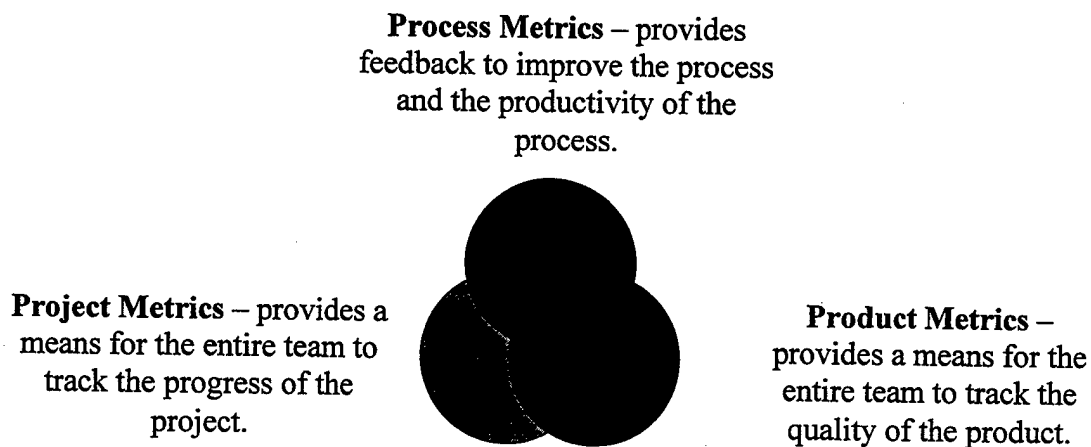 Process Metrics – provides
feedback to improve the process
and the productivity of the
process.
Project Metrics – provides a
means for the entire team to
track the progress of the
project.
Product Metrics –
provides a means for the
entire team to track the
quality of the product.